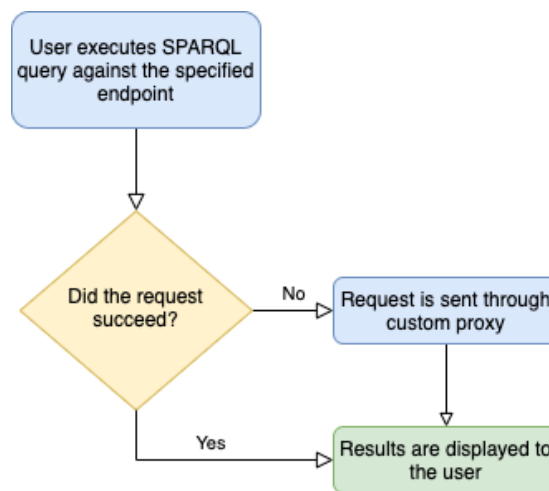 User executes SPARQL
query against the specified
endpoint
Did the request
succeed?
No
Request is sent through
custom proxy
Yes
Results are displayed to
the user